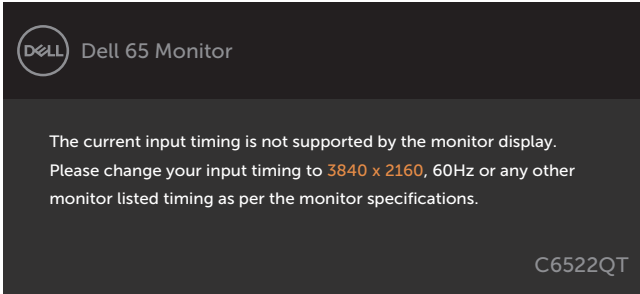 DELL
Dell 65 Monitor
The current input timing is not supported by the monitor display.
Please change your input timing to 3840 x 2160, 60Hz or any other
monitor listed timing as per the monitor specifications.
C6522QT